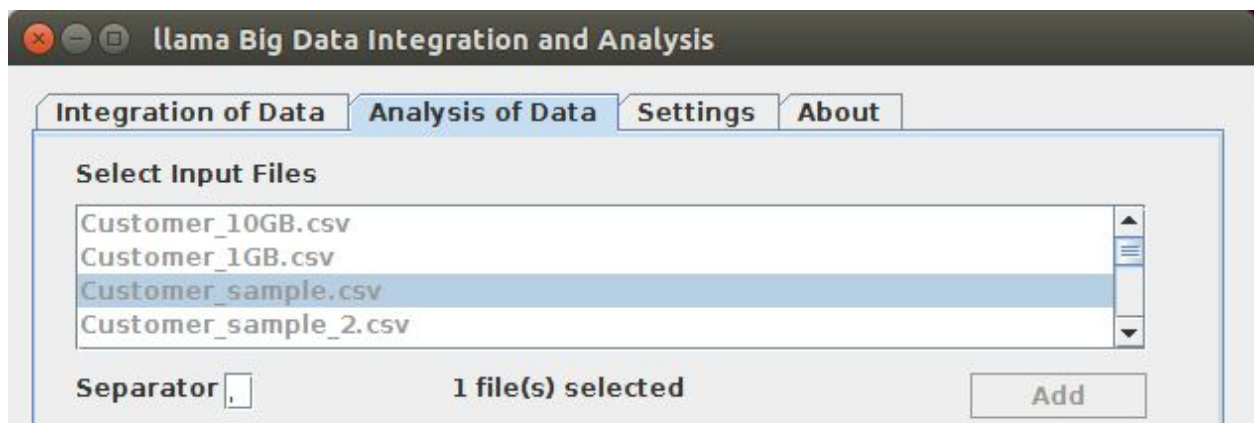 llama Big Data Integration and Analysis
Integration of Data Analysis of Data Settings About
Select Input Files
Customer_10GB.csv
Customer_1GB.csv
Customer_sample.csv
Customer_sample_2.csv
Separator , 1 file(s) selected Add